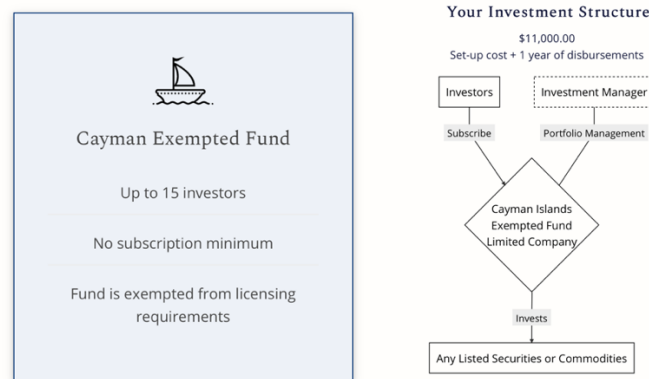 Cayman Exempted Fund
Up to 15 investors
No subscription minimum
Fund is exempted from licensing
requirements
Your Investment Structure
$11,000.00
Set-up cost + 1 year of disbursements
Investors
Investment Manager
Subscribe
Portfolio Management
Cayman Islands
Exempted Fund
Limited Company
Invests
Any Listed Securities or Commodities